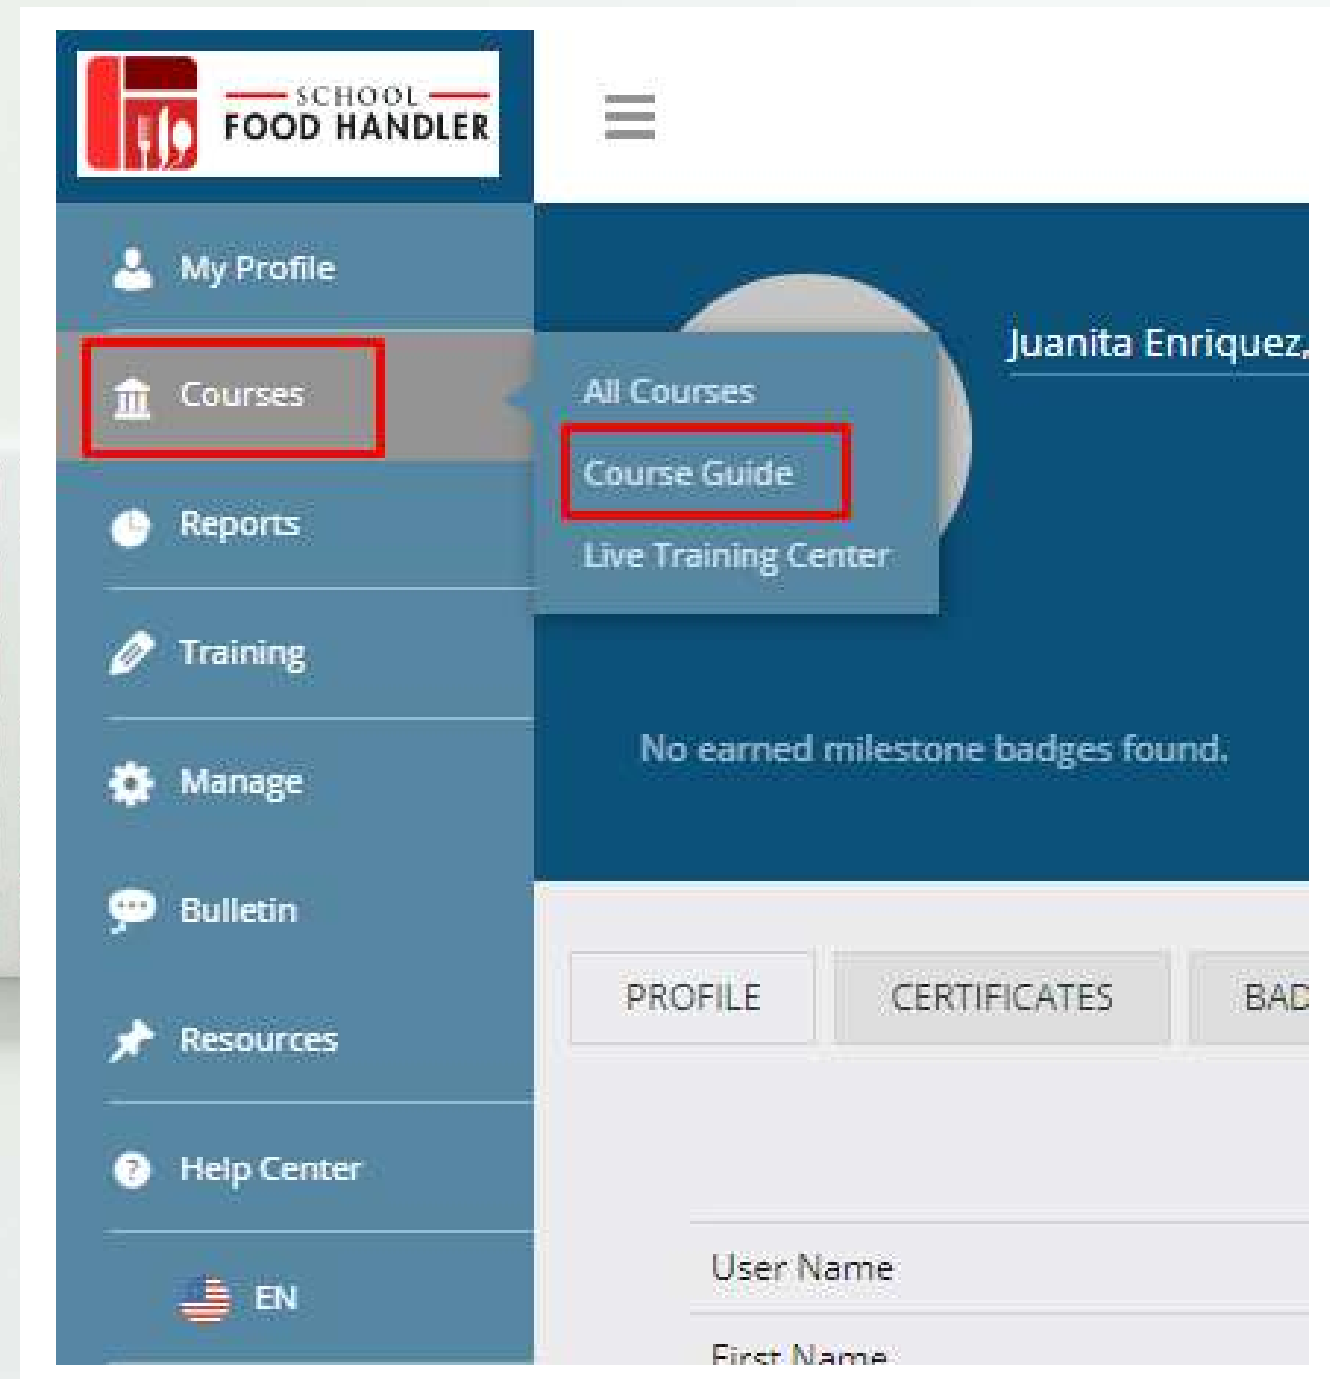 SCHOOL
FOOD HANDLER
My Profile
Courses
Reports
Training
Manage
Bulletin
Resources
Help Center
EN
All Courses
Course Guide
Live Training Center
Juanita Enriquez,
No earned milestone badges found.
PROFILE
CERTIFICATES
BAD
User Name
First Name